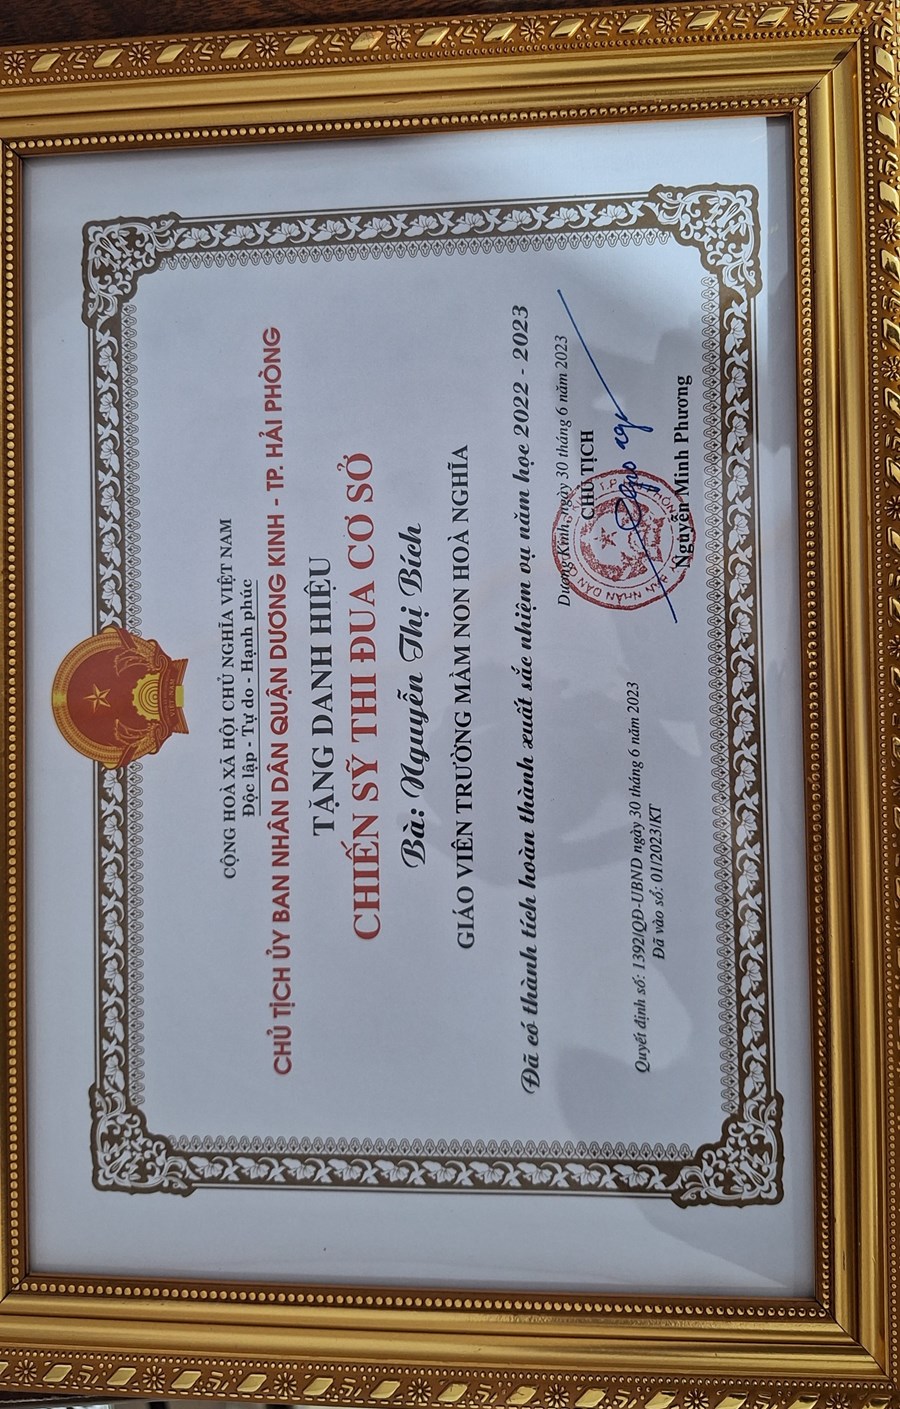 CỘNG HOÀ XÃ HỘI CHỦ NGHĨA VIỆT NAM
Độc lập - Tự do - Hạnh phúc
CHỦ TỊCH ỦY BAN NHÂN DÂN QUẬN DƯƠNG KINH - TP. HẢI PHÒNG
TẶNG DANH HIỆU
CHIẾN SỸ THI ĐUA CƠ SỞ
Bà: Nguyễn Thị Bích
GIÁO VIÊN TRƯỜNG MÀM NON HOÀ NGHĨA
Đã có thành tích hoàn thành xuất sắc nhiệm vụ năm học 2022 - 2023
Dương Kinh, ngày 30 tháng 6 năm 2023
CHỦ TỊCH
Nguyễn Minh Phương
Quyết định số: 1392/QĐ-UBND ngày 30 tháng 6 năm 2023
Đã vào sổ: 01/2023/KT